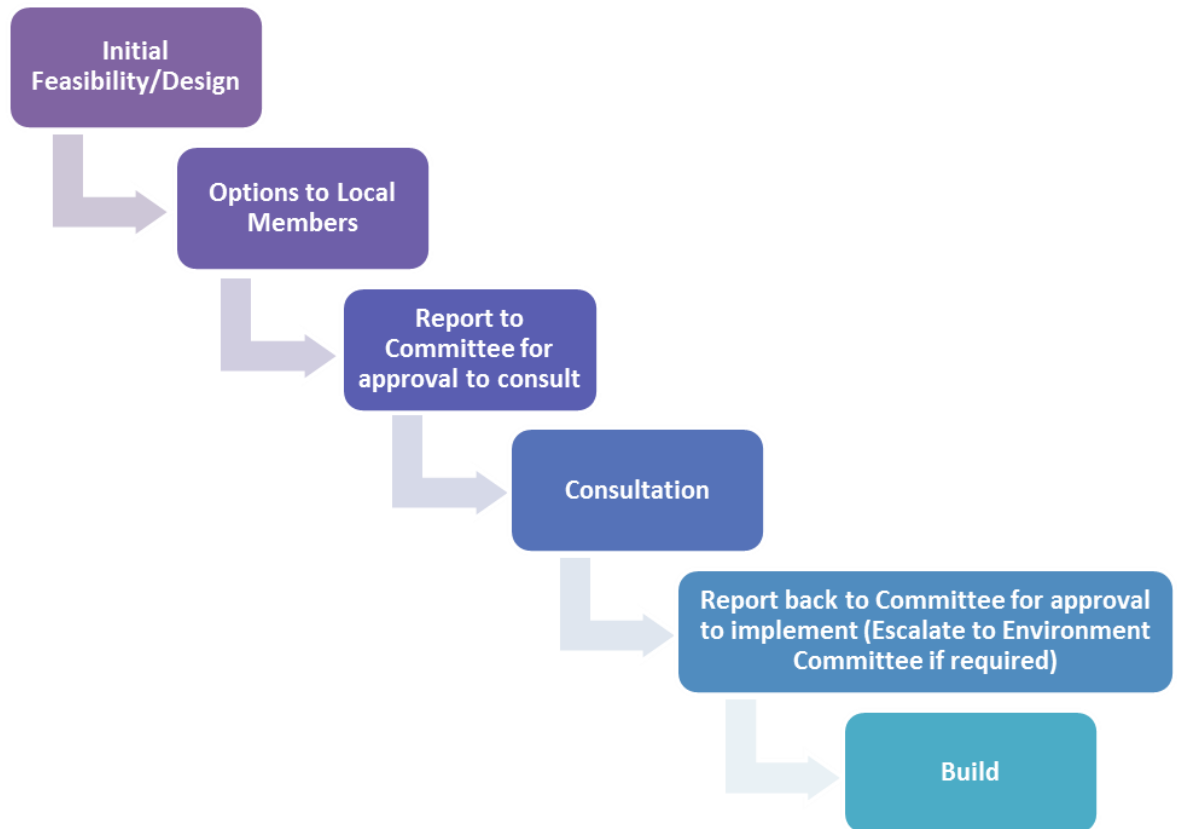 Initial
Feasibility/Design
Options to Local
Members
Report to
Committee for
approval to consult
Consultation
Report back to Committee for approval
to implement (Escalate to Environment
Committee if required)
Build